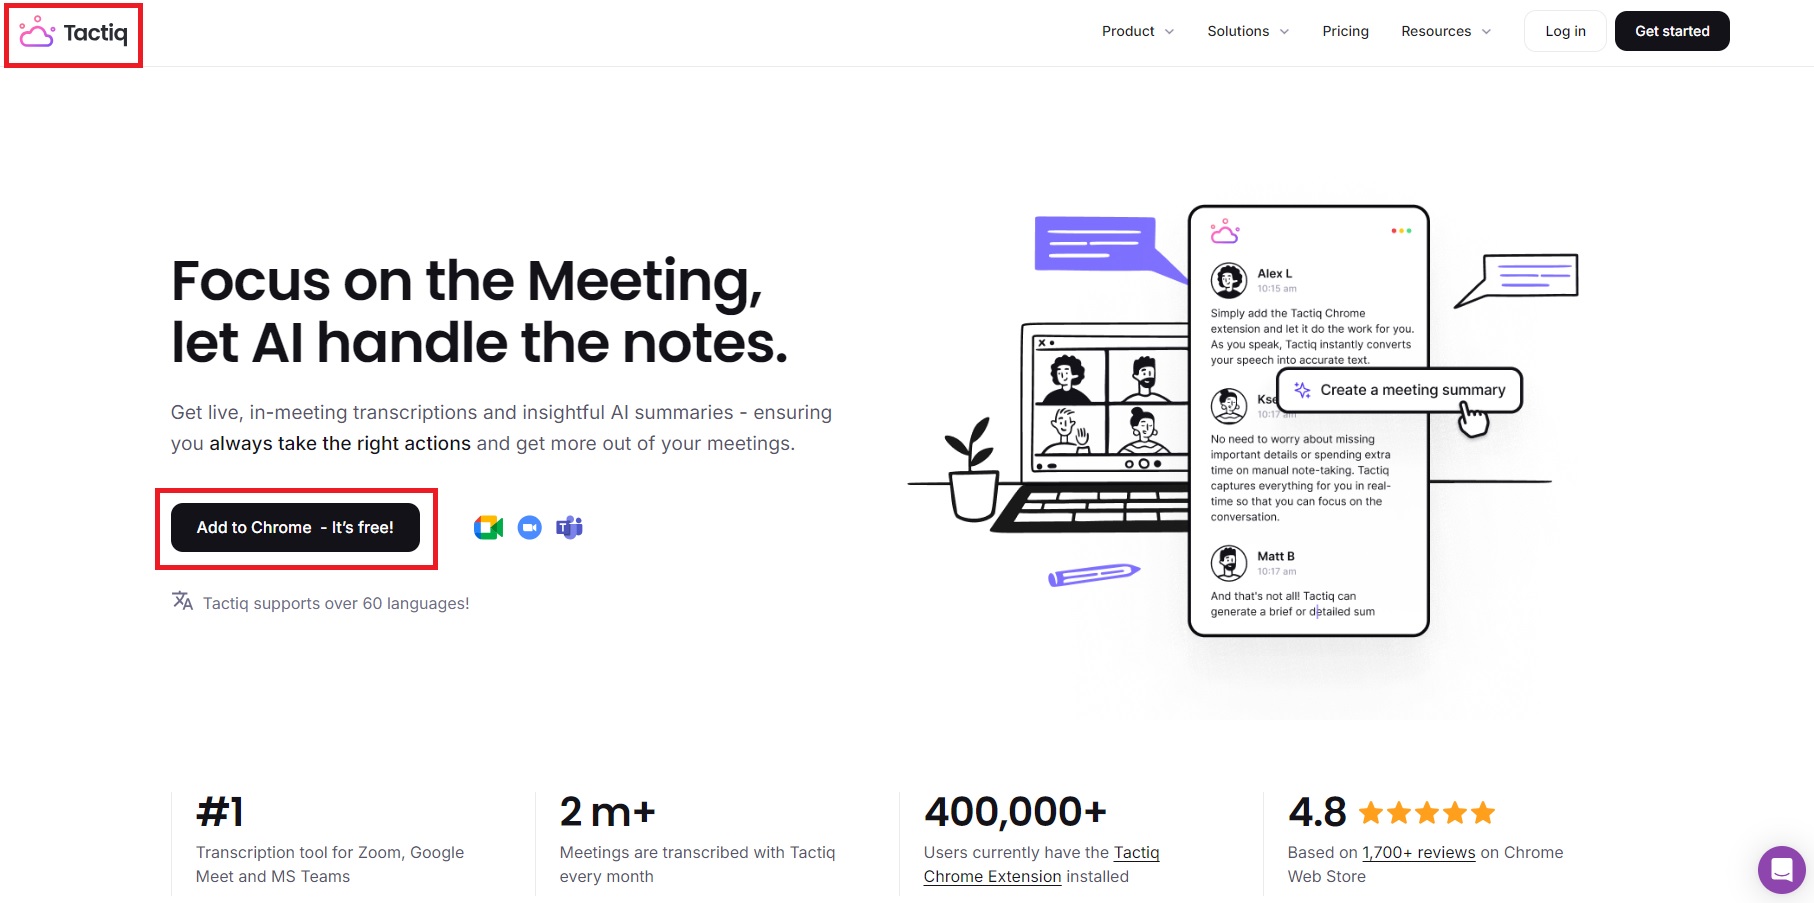 Tactiq
Product
Solutions
Pricing
Resources
Log in
Get started
Focus on the Meeting,
let AI handle the notes.
Get live, in-meeting transcriptions and insightful AI summaries - ensuring
you always take the right actions and get more out of your meetings.
Add to Chrome - It’s free!
Tactiq supports over 60 languages!
Alex L
10:15 am
Simply add the Tactiq Chrome
extension and let it do the work for you.
As you speak, Tactiq instantly converts
your speech into accurate text.
Create a meeting summary
10:17 am
No need to worry about missing
important details or spending extra
time on manual note-taking. Tactiq
captures everything for you in real-
time so that you can focus on the
conversation.
Matt B
10:17 am
And that's not all! Tactiq can
generate a brief or detailed sum
#1
Transcription tool for Zoom, Google
Meet and MS Teams
2 m+
Meetings are transcribed with Tactiq
every month
400,000+
Users currently have the Tactiq
Chrome Extension installed
4.8
Based on 1,700+ reviews on Chrome
Web Store